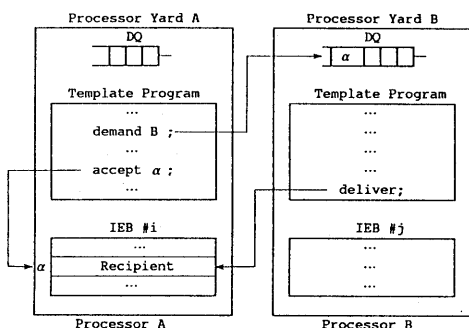 Processor Yard A
DQ
Template Program
...
demand B ;
...
accept α ;
...
IEB #i
...
α
Recipient
...
Processor A
Processor Yard B
DQ
α
Template Program
...
...
...
...
deliver;
IEB #j
...
...
...
Processor B